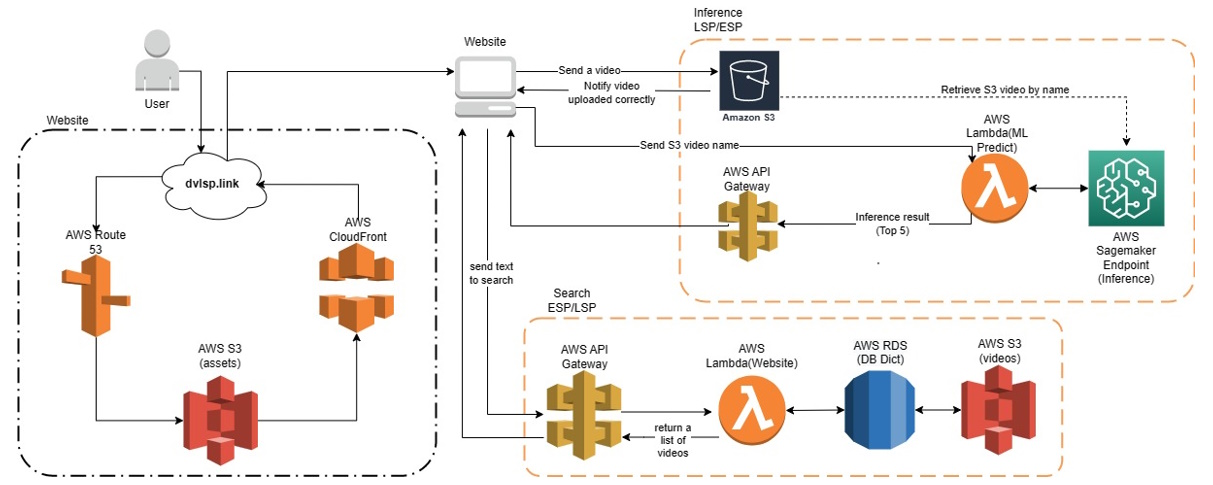 Inference
LSP/ESP
Website
User
Send a video
Notify video
uploaded correctly
Amazon S3
Retrieve S3 video by name
Website
Send S3 video name
AWS
Lambda(ML
Predict)
dvlsp.link
AWS API
Gateway
Inference result
(Top 5)
AWS Route
53
AWS
CloudFront
AWS
Sagemaker
Endpoint
(Inference)
send text
to search
Search
ESP/LSP
AWS S3
(assets)
AWS API
Gateway
AWS
Lambda(Website)
AWS RDS
(DB Dict)
AWS S3
(videos)
return a
list of
videos